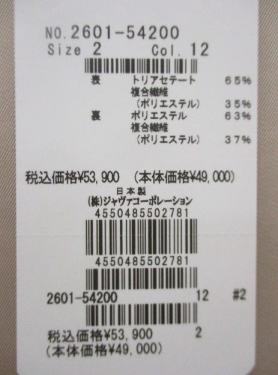 NO.2601-54200
Size 2 Col. 12
表 トリアセテート 65%
複合繊維
(ポリエステル) 35%
裏 ポリエステル 63%
複合繊維
(ポリエステル) 37%
税込価格¥53,900 (本体価格¥49,000)
日本製
(株)ジャヴァコーポレーション
4550485502781
4550485502781
2601-54200 12 #2
税込価格¥53,900 2
(本体価格¥49,000)